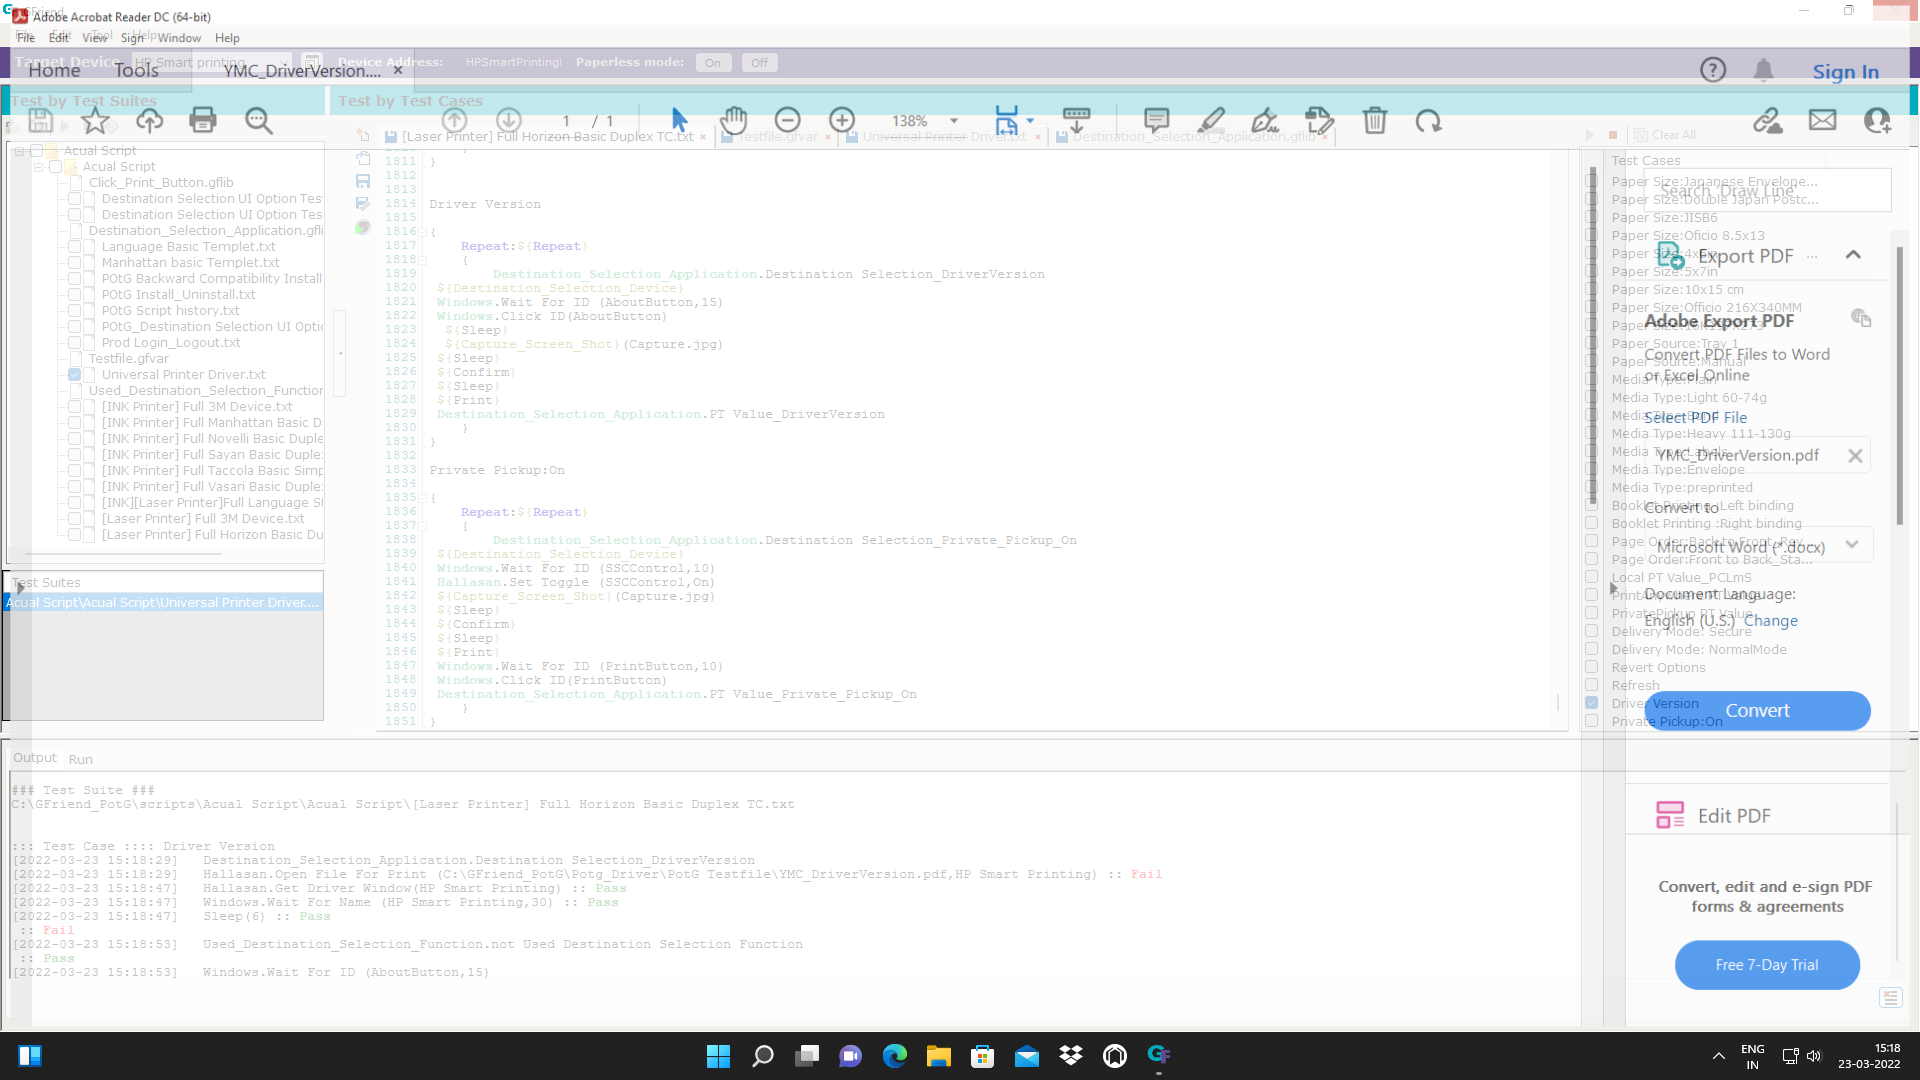 Adobe Acrobat Reader DC (64-bit)
File Edit View Sign Window Help
Target Device HP Smart printing Device Address: HPSmartPrinting Paperless mode: On Off
Home Tools YMC_DriverVersion.... × Sign In
Test by Test Suites Test by Test Cases
1 / 1 138%
[Laser Printer] Full Horizon Basic Duplex TC.txt × Testfile.gfvar × Universal Printer Driver.txt × Destination_Selection_Application.gflib × Clear All
Acual Script
Acual Script
Click_Print_Button.gflib
Destination Selection UI Option Tes
Destination Selection UI Option Tes
Destination_Selection_Application.gfli
Language Basic Templet.txt
Manhattan basic Templet.txt
POtG Backward Compatibility Install
POtG Install_Uninstall.txt
POtG Script history.txt
POtG_Destination Selection UI Optic
Prod Login_Logout.txt
Testfile.gfvar
Universal Printer Driver.txt
Used_Destination_Selection_Function
[INK Printer] Full 3M Device.txt
[INK Printer] Full Manhattan Basic D
[INK Printer] Full Novelli Basic Duple
[INK Printer] Full Sayan Basic Duple:
[INK Printer] Full Taccola Basic Simp
[INK Printer] Full Vasari Basic Duple:
[INK][Laser Printer]Full Language S
[Laser Printer] Full 3M Device.txt
[Laser Printer] Full Horizon Basic Du
Test Suites
Acual Script\Acual Script\Universal Printer Driver....
1811 }
1812
1813
1814 Driver Version
1815
1816 {
1817 Repeat:${Repeat}
1818 {
1819 Destination_Selection_Application.Destination Selection_DriverVersion
1820 ${Destination_Selection_Device}
1821 Windows.Wait For ID (AboutButton,15)
1822 Windows.Click ID(AboutButton)
1823 ${Sleep}
1824 ${Capture_Screen_Shot}(Capture.jpg)
1825 ${Sleep}
1826 ${Confirm}
1827 ${Sleep}
1828 ${Print}
1829 Destination_Selection_Application.PT Value_DriverVersion
1830 }
1831 }
1832
1833 Private Pickup:On
1834
1835 {
1836 Repeat:${Repeat}
1837 {
1838 Destination_Selection_Application.Destination Selection_Private_Pickup_On
1839 ${Destination_Selection_Device}
1840 Windows.Wait For ID (SSCControl,10)
1841 Hallasan.Set Toggle (SSCControl,On)
1842 ${Capture_Screen_Shot}(Capture.jpg)
1843 ${Sleep}
1844 ${Confirm}
1845 ${Sleep}
1846 ${Print}
1847 Windows.Wait For ID (PrintButton,10)
1848 Windows.Click ID(PrintButton)
1849 Destination_Selection_Application.PT Value_Private_Pickup_On
1850 }
1851 }
Test Cases
Paper Size:Japanese Envelope...
Paper Size:Double Japan Postc...
Paper Size:JISB6
Paper Size:Oficio 8.5x13
Paper Size:4x6in
Paper Size:5x7in
Paper Size:10x15 cm
Paper Size:Officio 216X340MM
Paper Source:Tray 1
Paper Source:Manual
Media Type:Plain
Media Type:Light 60-74g
Media Type:Bond
Media Type:Heavy 111-130g
Media Type:Labels
Media Type:Envelope
Media Type:preprinted
Booklet Printing :Left binding
Booklet Printing :Right binding
Page Order:Back to Front_Rev...
Page Order:Front to Back_Sta...
Local PT Value_PCLmS
PrintAnywhere PT Value
PrivatePickup PT Value
Delivery Mode: Secure
Delivery Mode: NormalMode
Revert Options
Refresh
Driver Version
Private Pickup:On
Search 'Draw Line'
Export PDF
Adobe Export PDF
Convert PDF Files to Word
or Excel Online
Select PDF File
YMC_DriverVersion.pdf
Convert to
Microsoft Word (*.docx)
Document Language:
English (U.S.) Change
Convert
Edit PDF
Convert, edit and e-sign PDF
forms & agreements
Free 7-Day Trial
Output Run
### Test Suite ###
C:\GFriend_PotG\scripts\Acual Script\Acual Script\[Laser Printer] Full Horizon Basic Duplex TC.txt
::: Test Case :::: Driver Version
[2022-03-23 15:18:29] Destination_Selection_Application.Destination Selection_DriverVersion
[2022-03-23 15:18:29] Hallasan.Open File For Print (C:\GFriend_PotG\Potg_Driver\PotG Testfile\YMC_DriverVersion.pdf,HP Smart Printing) :: Fail
[2022-03-23 15:18:47] Hallasan.Get Driver Window(HP Smart Printing) :: Pass
[2022-03-23 15:18:47] Windows.Wait For Name (HP Smart Printing,30) :: Pass
[2022-03-23 15:18:47] Sleep(6) :: Pass
:: Fail
[2022-03-23 15:18:53] Used_Destination_Selection_Function.not Used Destination Selection Function
:: Pass
[2022-03-23 15:18:53] Windows.Wait For ID (AboutButton,15)
ENG
IN
15:18
23-03-2022